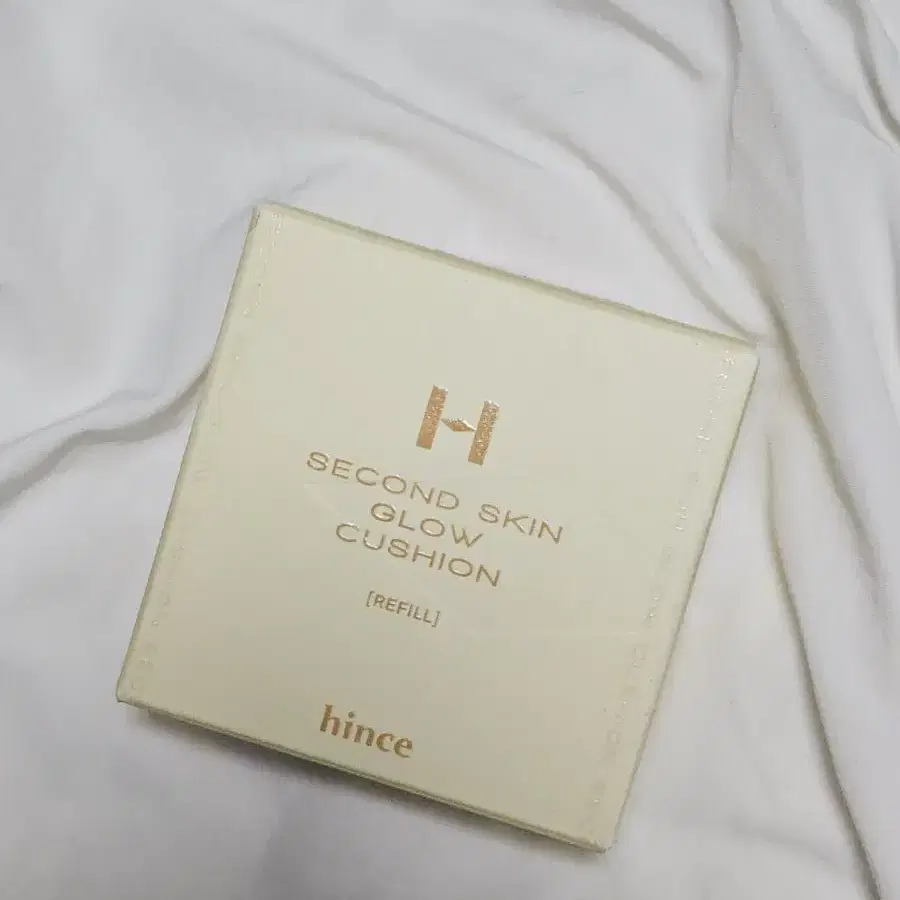 H
SECOND SKIN
GLOW
CUSHION
[REFILL]
hince